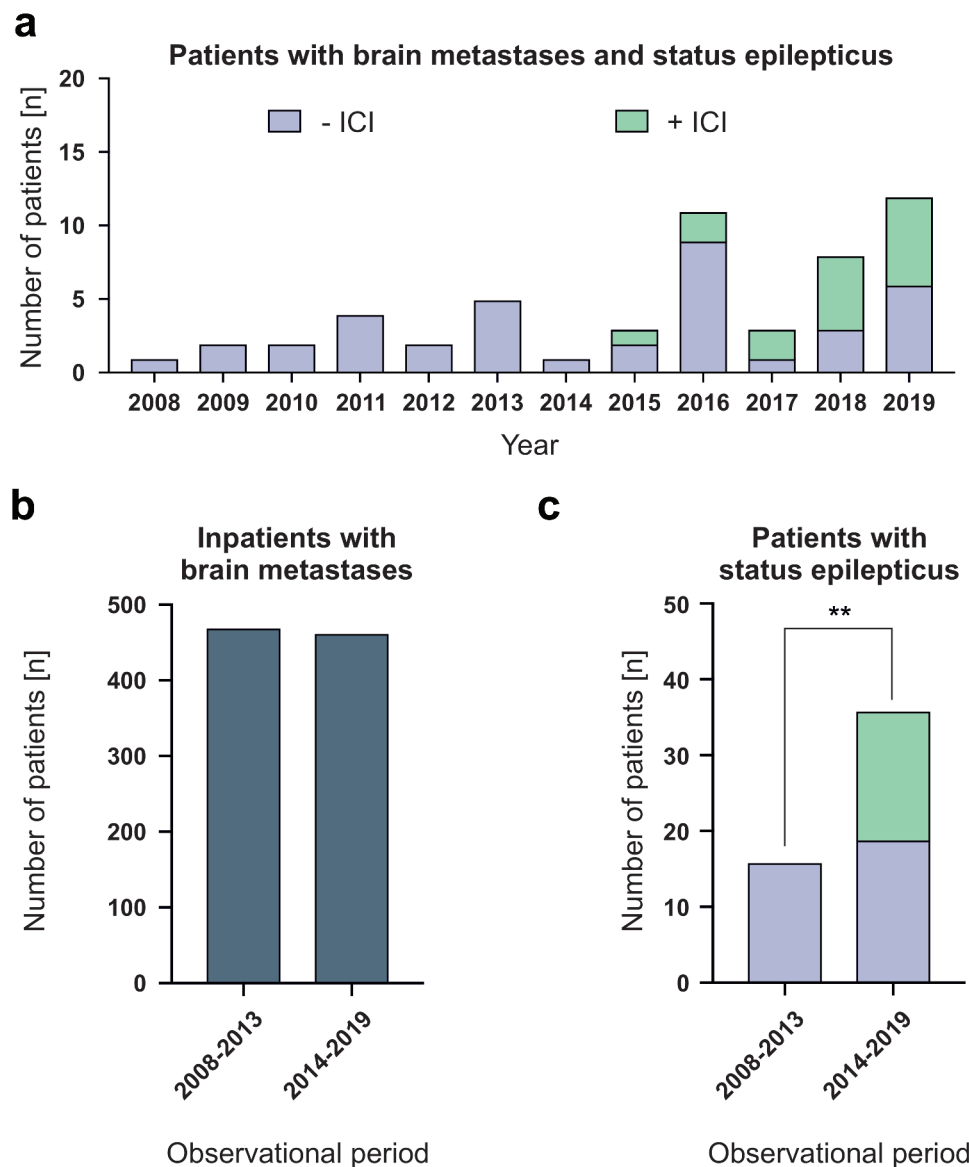 a
Patients with brain metastases and status epilepticus
Number of patients [n]
20
15
10
5
0
- ICI
+ ICI
2008 2009 2010 2011 2012 2013 2014 2015 2016 2017 2018 2019
Year
b
Inpatients with
brain metastases
Number of patients [n]
500
400
300
200
100
0
2008-2013
2014-2019
Observational period
c
Patients with
status epilepticus
Number of patients [n]
50
40
30
20
10
0
**
2008-2013
2014-2019
Observational period